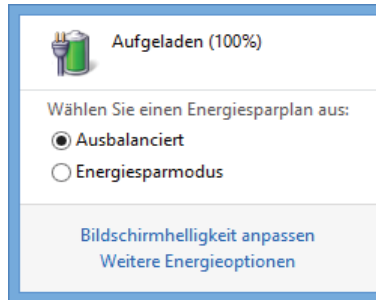 Aufgeladen (100%)
Wählen Sie einen Energiesparplan aus:
Ausbalanciert
Energiesparmodus
Bildschirmhelligkeit anpassen
Weitere Energieoptionen